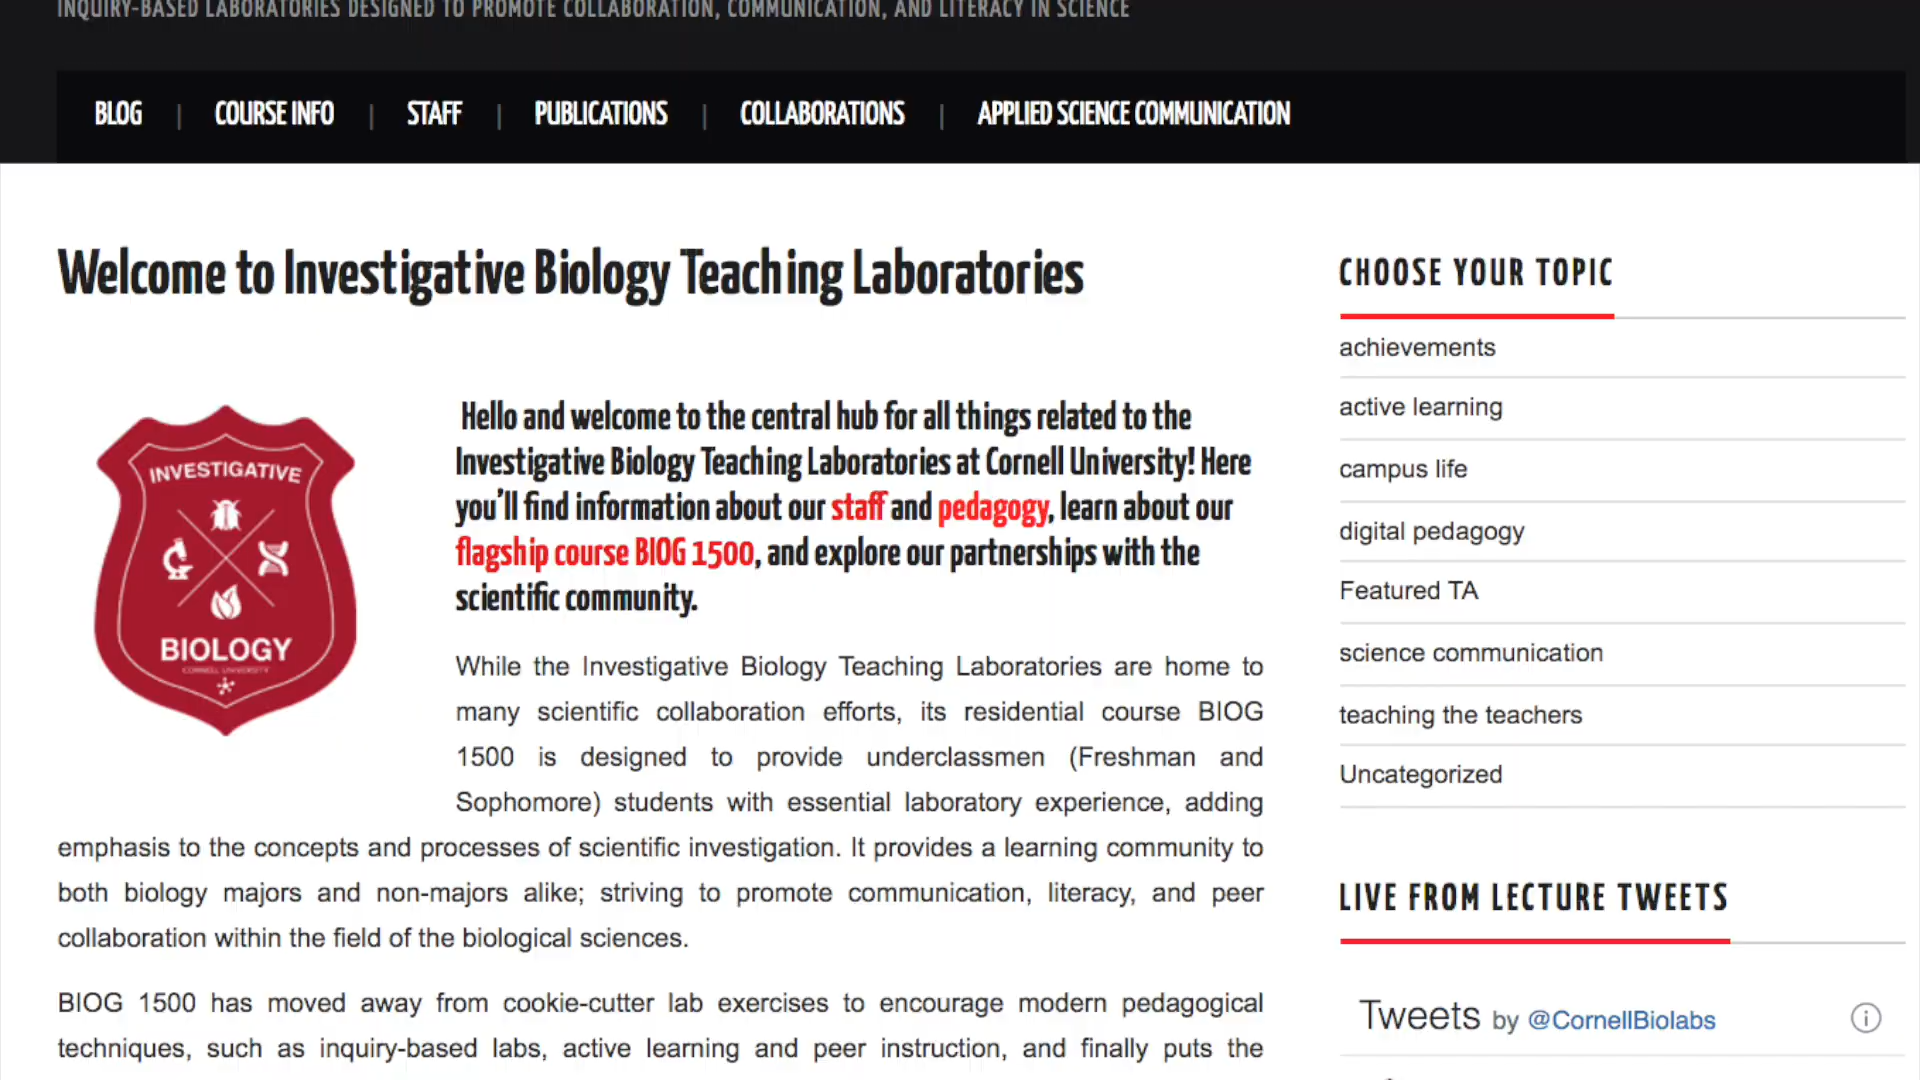 INQUIRY-BASED LABORATORIES DESIGNED TO PROMOTE COLLABORATION, COMMUNICATION, AND LITERACY IN SCIENCE
BLOG | COURSE INFO | STAFF | PUBLICATIONS | COLLABORATIONS | APPLIED SCIENCE COMMUNICATION
Welcome to Investigative Biology Teaching Laboratories
INVESTIGATIVE
BIOLOGY
CORNELL UNIVERSITY
Hello and welcome to the central hub for all things related to the
Investigative Biology Teaching Laboratories at Cornell University! Here
you’ll find information about our staff and pedagogy, learn about our
flagship course BIOG 1500, and explore our partnerships with the
scientific community.
While the Investigative Biology Teaching Laboratories are home to
many scientific collaboration efforts, its residential course BIOG
1500 is designed to provide underclassmen (Freshman and
Sophomore) students with essential laboratory experience, adding
emphasis to the concepts and processes of scientific investigation. It provides a learning community to
both biology majors and non-majors alike; striving to promote communication, literacy, and peer
collaboration within the field of the biological sciences.
BIOG 1500 has moved away from cookie-cutter lab exercises to encourage modern pedagogical
techniques, such as inquiry-based labs, active learning and peer instruction, and finally puts the
CHOOSE YOUR TOPIC
achievements
active learning
campus life
digital pedagogy
Featured TA
science communication
teaching the teachers
Uncategorized
LIVE FROM LECTURE TWEETS
Tweets by @CornellBiolabs